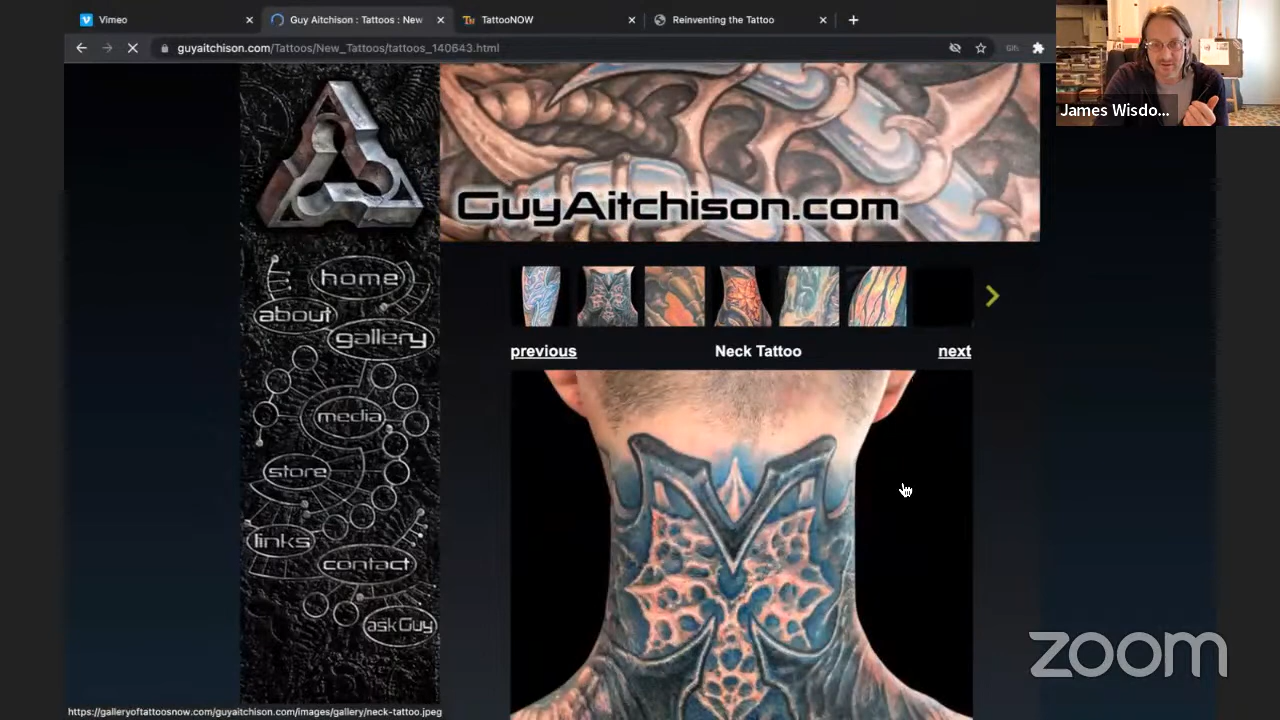 Vimeo
Guy Aitchison : Tattoos : New
TattooNOW
Reinventing the Tattoo
guyaitchison.com/Tattoos/New_Tattoos/tattoos_140643.html
James Wisdo...
GuyAitchison.com
home
about
gallery
media
store
links
contact
ask Guy
previous
Neck Tattoo
next
zoom
https://galleryoftattoosnow.com/guyaitchison.com/images/gallery/neck-tattoo.jpeg